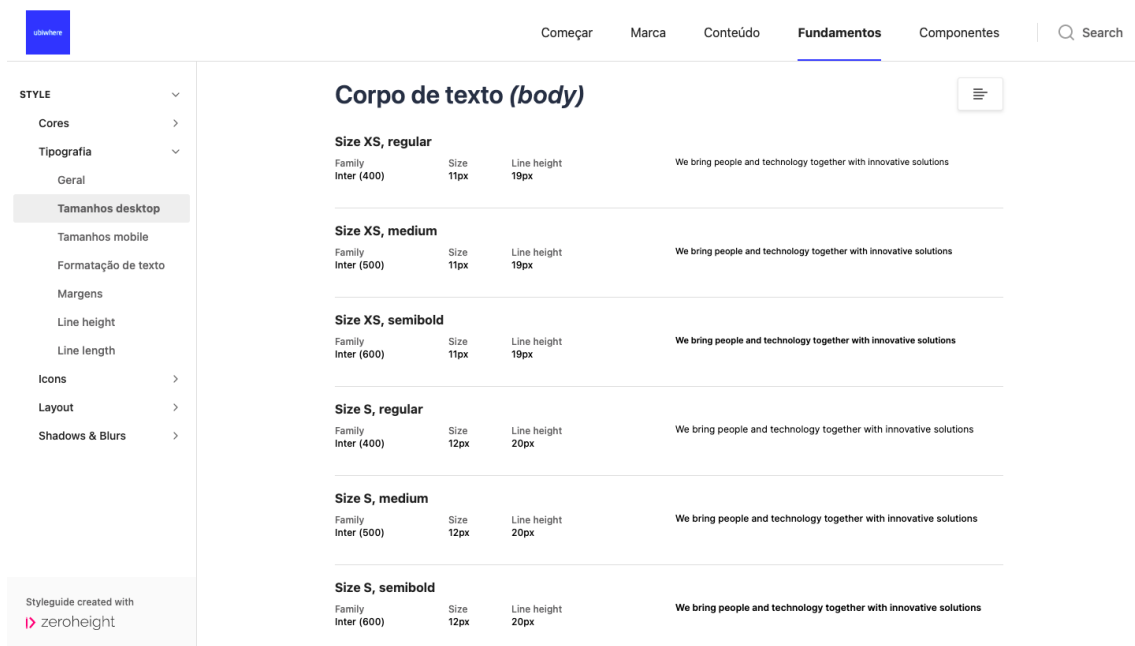 ubiwhere
Começar Marca Conteúdo Fundamentos Componentes Search
STYLE
Cores
Tipografia
Geral
Tamanhos desktop
Tamanhos mobile
Formatação de texto
Margens
Line height
Line length
Icons
Layout
Shadows & Blurs
Styleguide created with
zeroheight
Corpo de texto (body)
Size XS, regular
Family Size Line height
Inter (400) 11px 19px
We bring people and technology together with innovative solutions
Size XS, medium
Family Size Line height
Inter (500) 11px 19px
We bring people and technology together with innovative solutions
Size XS, semibold
Family Size Line height
Inter (600) 11px 19px
We bring people and technology together with innovative solutions
Size S, regular
Family Size Line height
Inter (400) 12px 20px
We bring people and technology together with innovative solutions
Size S, medium
Family Size Line height
Inter (500) 12px 20px
We bring people and technology together with innovative solutions
Size S, semibold
Family Size Line height
Inter (600) 12px 20px
We bring people and technology together with innovative solutions